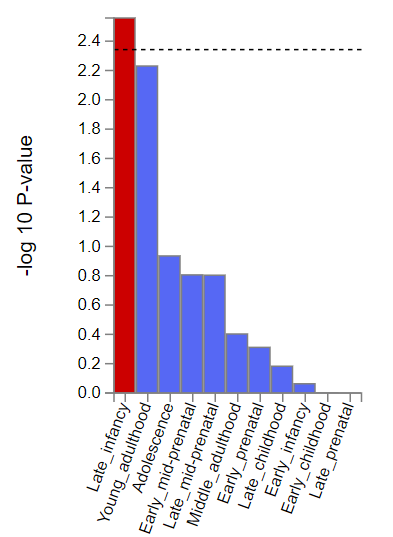 -log 10 P-value
2.4
2.2
2.0
1.8
1.6
1.4
1.2
1.0
0.8
0.6
0.4
0.2
0.0
Late_infancy
Young_adulthood
Adolescence
Early_mid-prenatal
Late_mid-prenatal
Middle_adulthood
Early_prenatal
Late_childhood
Early_infancy
Early_childhood
Late_prenatal